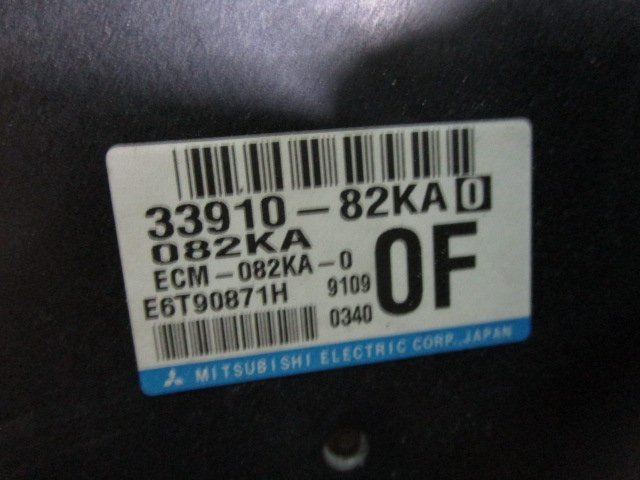 33910-82KA0
082KA
ECM-082KA-0
E6T90871H 9109
0340
0F
MITSUBISHI ELECTRIC CORP., JAPAN